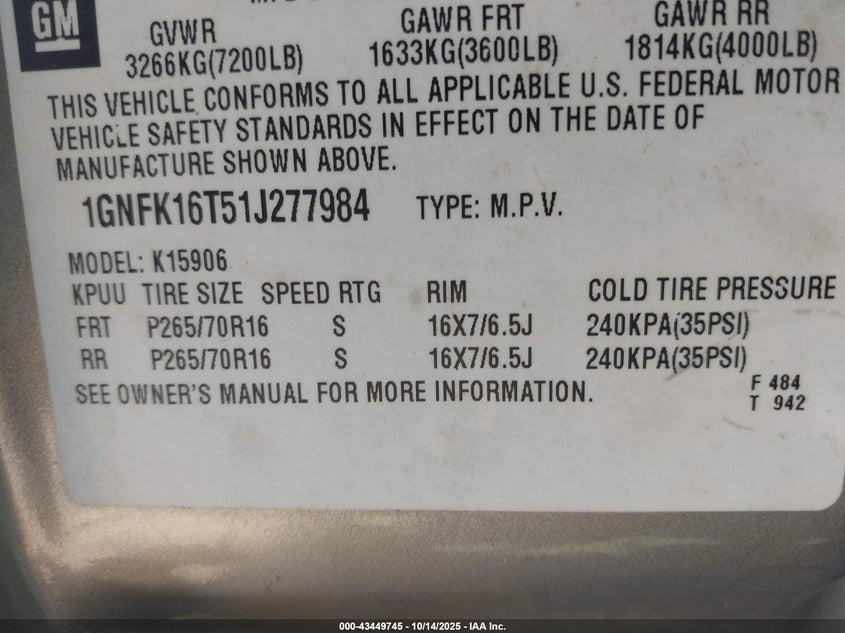 GM
GVWR
3266KG(7200LB)
GAWR FRT
1633KG(3600LB)
GAWR RR
1814KG(4000LB)
THIS VEHICLE CONFORMS TO ALL APPLICABLE U.S. FEDERAL MOTOR
VEHICLE SAFETY STANDARDS IN EFFECT ON THE DATE OF
MANUFACTURE SHOWN ABOVE.
1GNFK16T51J277984 TYPE: M.P.V.
MODEL: K15906
KPUU TIRE SIZE SPEED RTG RIM COLD TIRE PRESSURE
FRT P265/70R16 S 16X7/6.5J 240KPA(35PSI)
RR P265/70R16 S 16X7/6.5J 240KPA(35PSI)
SEE OWNER'S MANUAL FOR MORE INFORMATION.
F 484
T 942
000-43449745 - 10/14/2025 - IAA Inc.